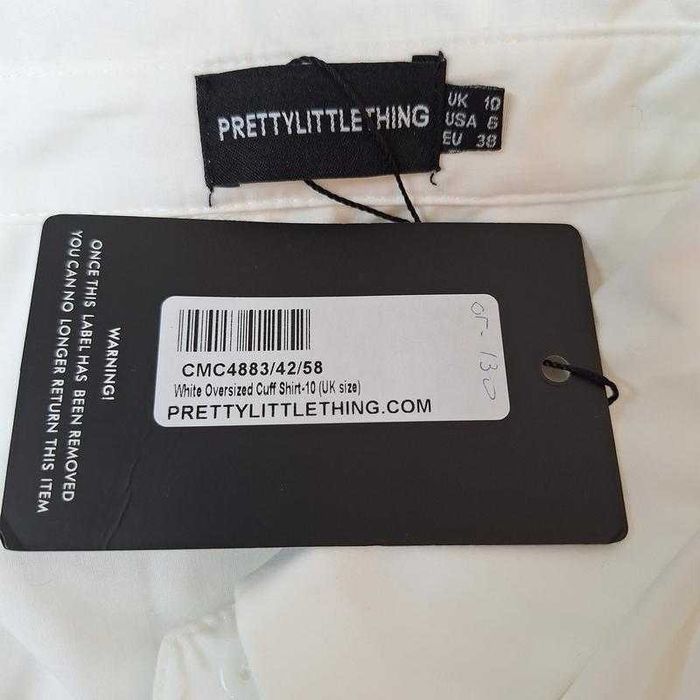 PRETTYLITTLETHING
UK 10
USA 6
EU 38
WARNING!
ONCE THIS LABEL HAS BEEN REMOVED
YOU CAN NO LONGER RETURN THIS ITEM
CMC4883/42/58
White Oversized Cuff Shirt-10 (UK size)
PRETTYLITTLETHING.COM